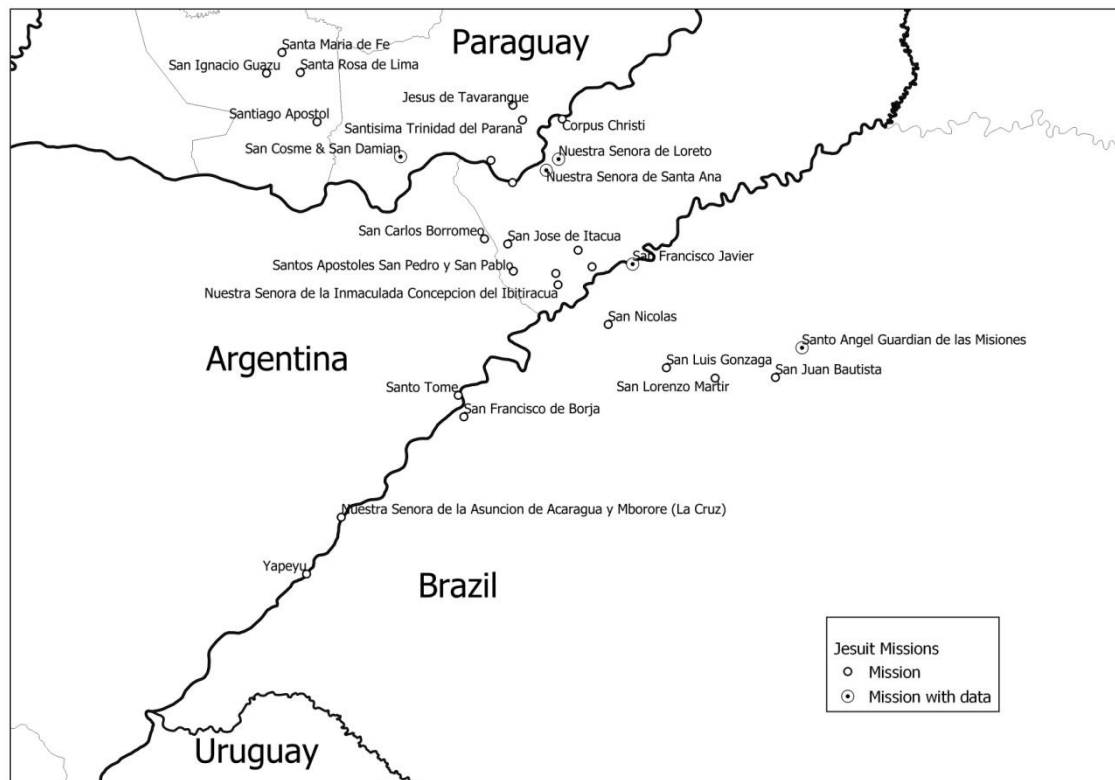 Paraguay
Santa Maria de Fe
San Ignacio Guazu
Santa Rosa de Lima
Jesus de Tavarangue
Santiago Apostol
Santisima Trinidad del Parana
Corpus Christi
San Cosme & San Damian
Nuestra Senora de Loreto
Nuestra Senora de Santa Ana
San Carlos Borromeo
San Jose de Itacua
San Francisco Javier
Santos Apostoles San Pedro y San Pablo
Nuestra Senora de la Inmaculada Concepcion del Ibitiracua
San Nicolas
Santo Angel Guardian de las Misiones
Argentina
San Luis Gonzaga
San Juan Bautista
San Lorenzo Martir
Santo Tome
San Francisco de Borja
Nuestra Senora de la Asuncion de Acaragua y Mborore (La Cruz)
Yapeyu
Brazil
Jesuit Missions
Mission
Mission with data
Uruguay